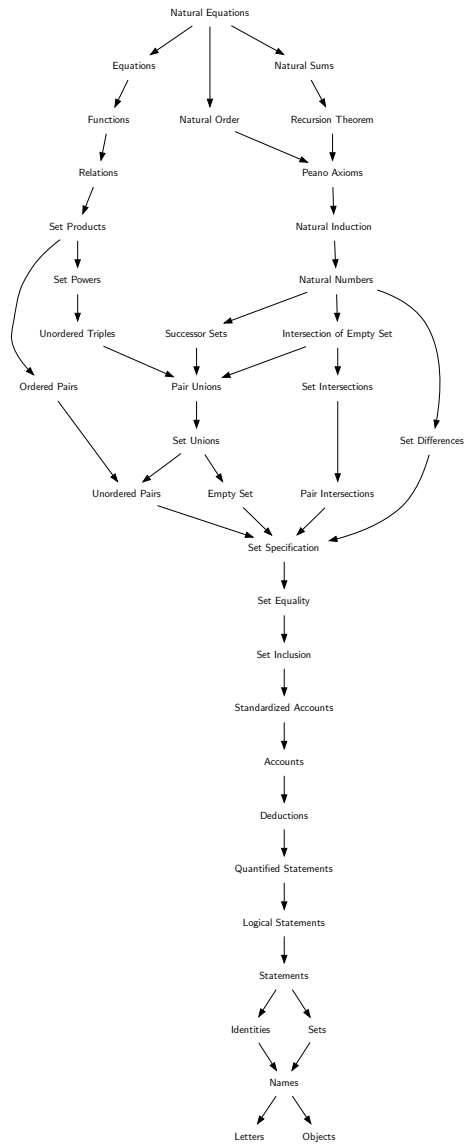 Natural Equations
Equations
Natural Sums
Functions
Natural Order
Recursion Theorem
Relations
Peano Axioms
Set Products
Natural Induction
Set Powers
Natural Numbers
Unordered Triples
Successor Sets
Intersection of Empty Set
Ordered Pairs
Pair Unions
Set Intersections
Set Unions
Set Differences
Unordered Pairs
Empty Set
Pair Intersections
Set Specification
Set Equality
Set Inclusion
Standardized Accounts
Accounts
Deductions
Quantified Statements
Logical Statements
Statements
Identities
Sets
Names
Letters
Objects